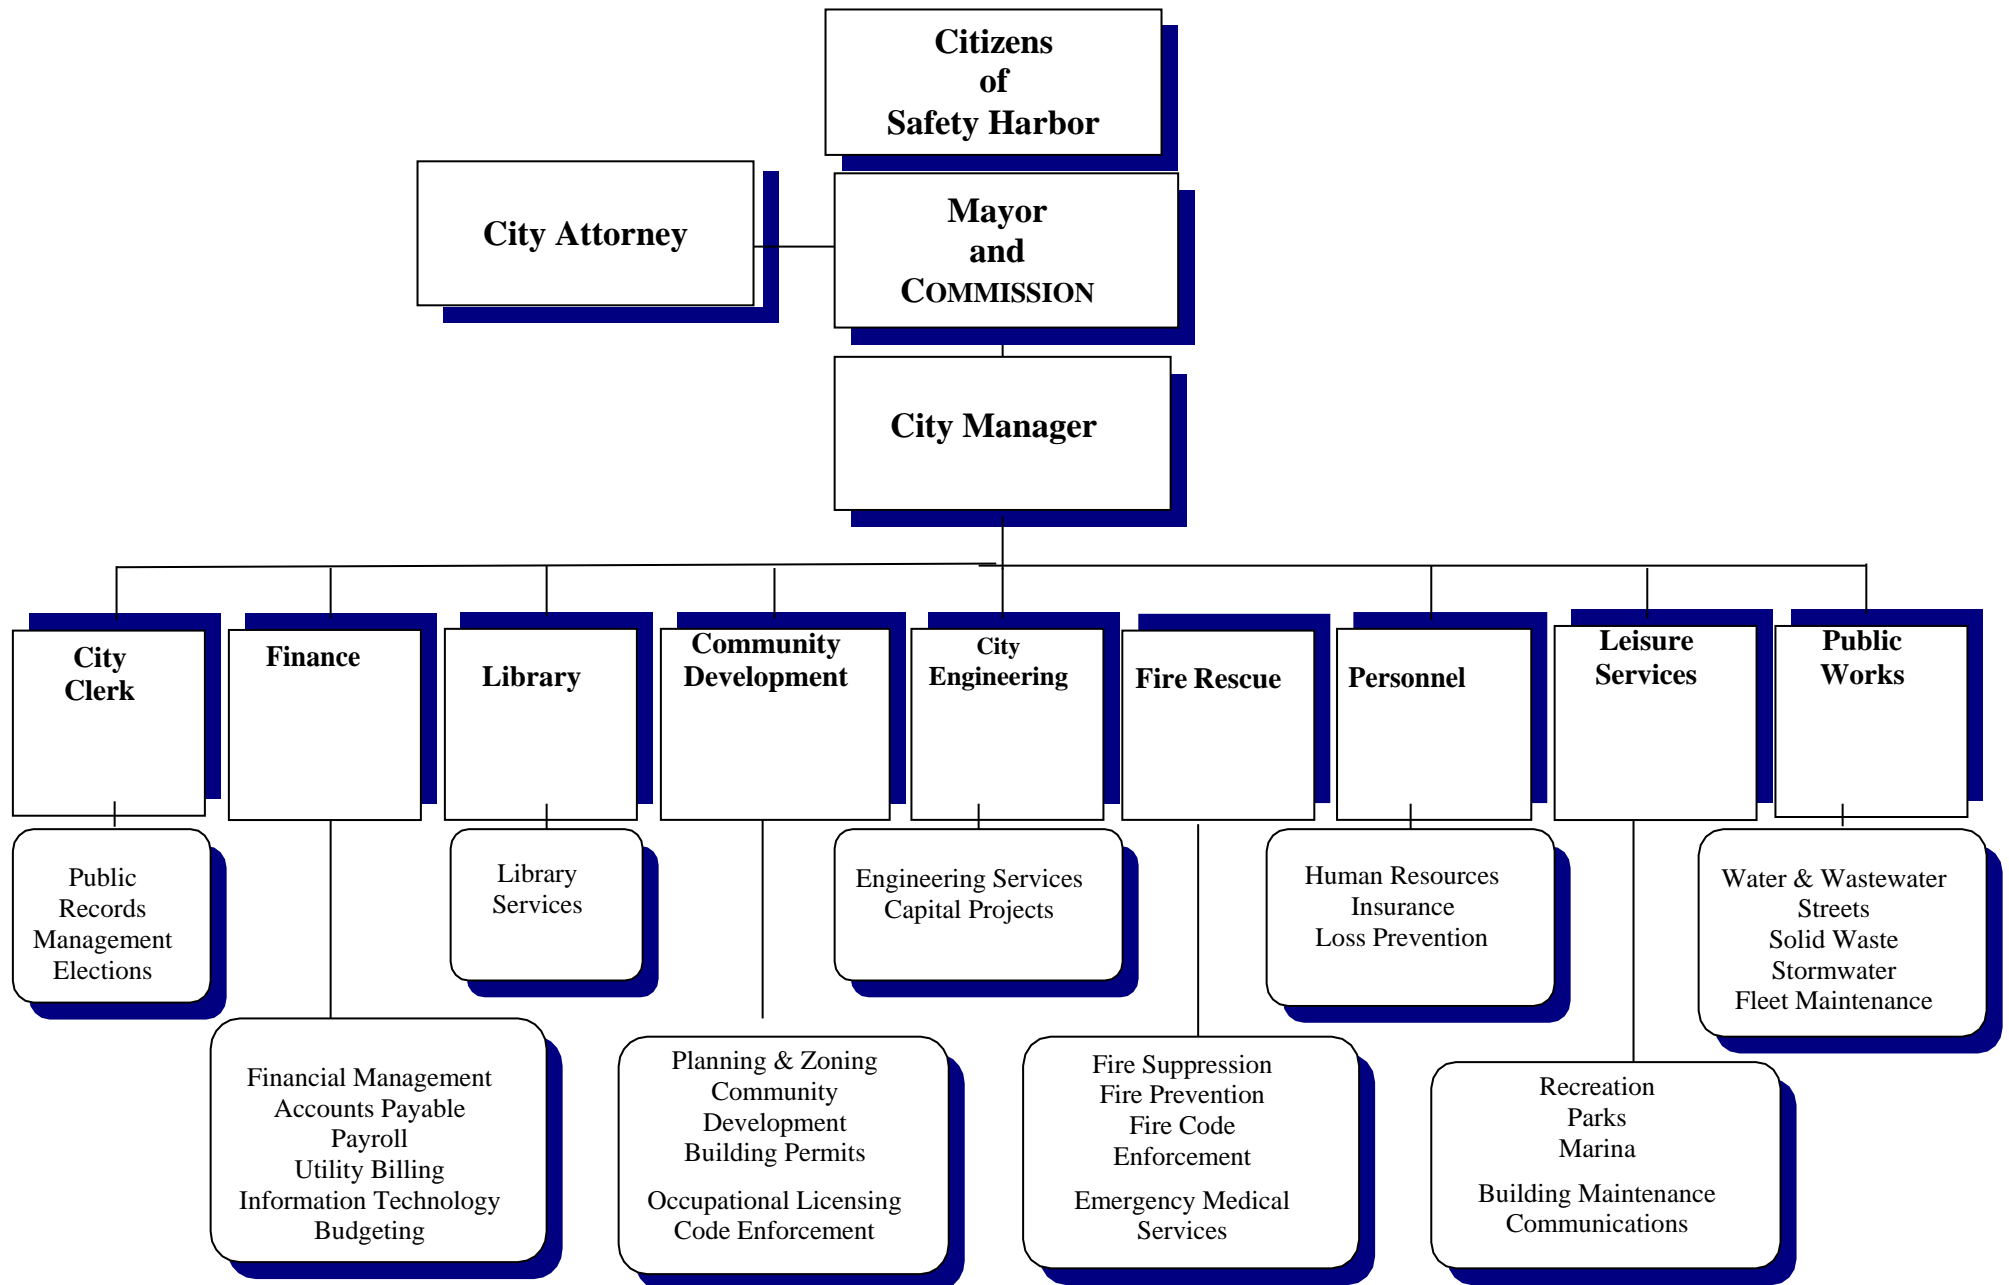 Citizens
of
Safety Harbor
City Attorney
Mayor
and
COMMISSION
City Manager
City
Clerk
Finance
Library
Community
Development
City
Engineering
Fire Rescue
Personnel
Leisure
Services
Public
Works
Public
Records
Management
Elections
Library
Services
Engineering Services
Capital Projects
Human Resources
Insurance
Loss Prevention
Water & Wastewater
Streets
Solid Waste
Stormwater
Fleet Maintenance
Financial Management
Accounts Payable
Payroll
Utility Billing
Information Technology
Budgeting
Planning & Zoning
Community
Development
Building Permits
Occupational Licensing
Code Enforcement
Fire Suppression
Fire Prevention
Fire Code
Enforcement
Emergency Medical
Services
Recreation
Parks
Marina
Building Maintenance
Communications